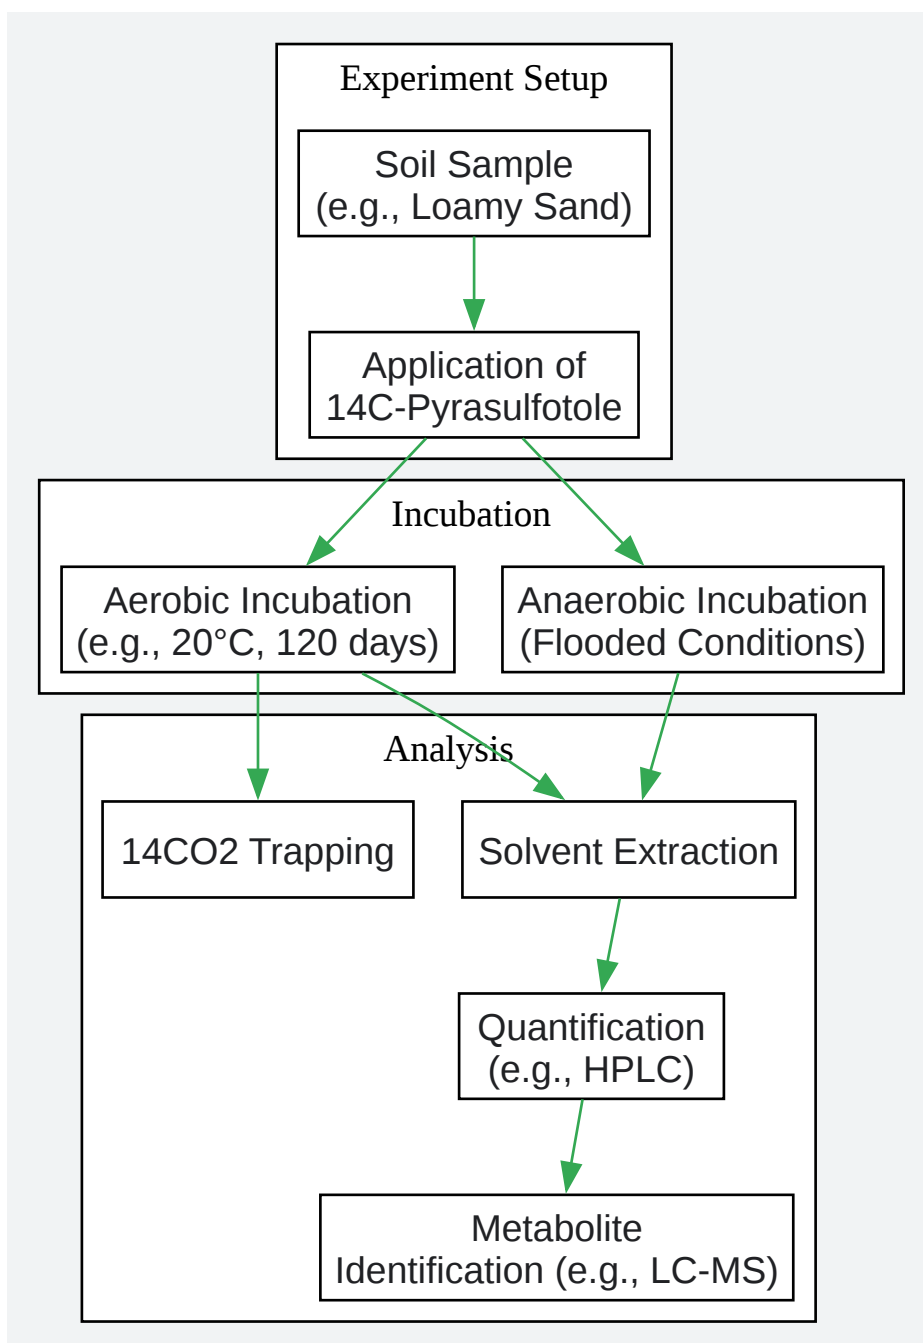 Experiment Setup
Soil Sample
(e.g., Loamy Sand)
Application of
14C-Pyrasulfotole
Incubation
Aerobic Incubation
(e.g., 20°C, 120 days)
Anaerobic Incubation
(Flooded Conditions)
Analysis
14CO2 Trapping
Solvent Extraction
Quantification
(e.g., HPLC)
Metabolite
Identification (e.g., LC-MS)